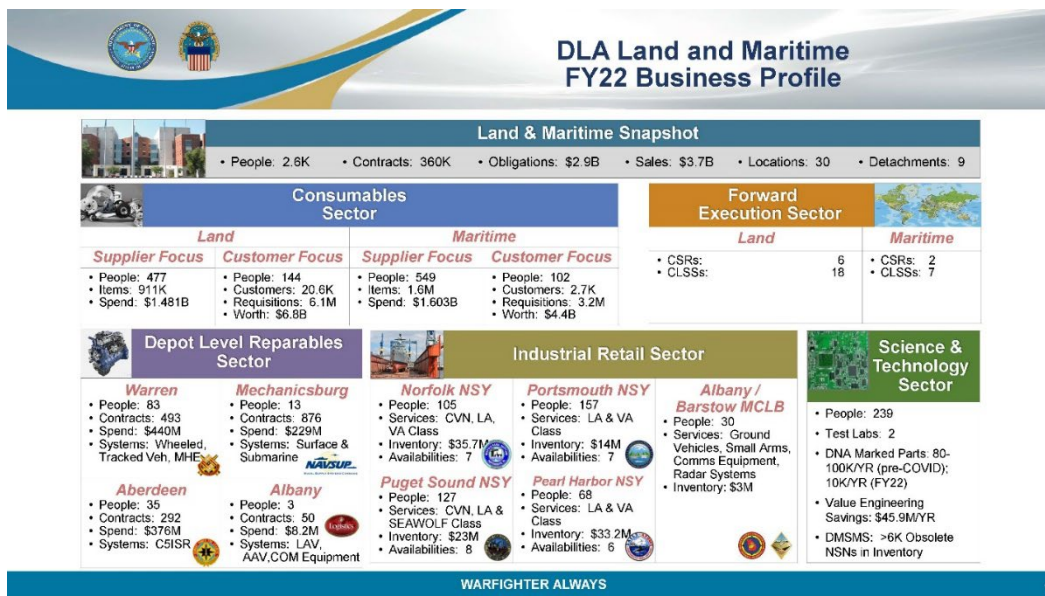 DLA Land and Maritime
FY22 Business Profile
Land & Maritime Snapshot
• People: 2.6K • Contracts: 360K • Obligations: $2.9B • Sales: $3.7B • Locations: 30 • Detachments: 9
Consumables
Sector
Land
Maritime
Supplier Focus
• People: 477
• Items: 911K
• Spend: $1.481B
Customer Focus
• People: 144
• Customers: 20.6K
• Requisitions: 6.1M
• Worth: $6.8B
Supplier Focus
• People: 549
• Items: 1.6M
• Spend: $1.603B
Customer Focus
• People: 102
• Customers: 2.7K
• Requisitions: 3.2M
• Worth: $4.4B
Forward
Execution Sector
Land
• CSRs: 6
• CLSSs: 18
Maritime
• CSRs: 2
• CLSSs: 7
Depot Level Reparables
Sector
Warren
• People: 83
• Contracts: 493
• Spend: $440M
• Systems: Wheeled,
Tracked Veh, MHE
Mechanicsburg
• People: 13
• Contracts: 876
• Spend: $229M
• Systems: Surface &
Submarine
NAVSUP
Aberdeen
• People: 35
• Contracts: 292
• Spend: $376M
• Systems: C5ISR
Albany
• People: 3
• Contracts: 50
• Spend: $8.2M
• Systems: LAV,
AAV,COM Equipment
Logistics
Industrial Retail Sector
Norfolk NSY
• People: 105
• Services: CVN, LA,
VA Class
• Inventory: $35.7M
• Availabilities: 7
Portsmouth NSY
• People: 157
• Services: LA & VA
Class
• Inventory: $14M
• Availabilities: 7
Puget Sound NSY
• People: 127
• Services: CVN, LA &
SEAWOLF Class
• Inventory: $23M
• Availabilities: 8
Pearl Harbor NSY
• People: 68
• Services: LA & VA
Class
• Inventory: $33.2M
• Availabilities: 6
Albany /
Barstow MCLB
• People: 30
• Services: Ground
Vehicles, Small Arms,
Comms Equipment,
Radar Systems
• Inventory: $3M
Science &
Technology
Sector
• People: 239
• Test Labs: 2
• DNA Marked Parts: 80-
100K/YR (pre-COVID);
10K/YR (FY22)
• Value Engineering
Savings: $45.9M/YR
• DMSMS: >6K Obsolete
NSNs in Inventory
WARFIGHTER ALWAYS